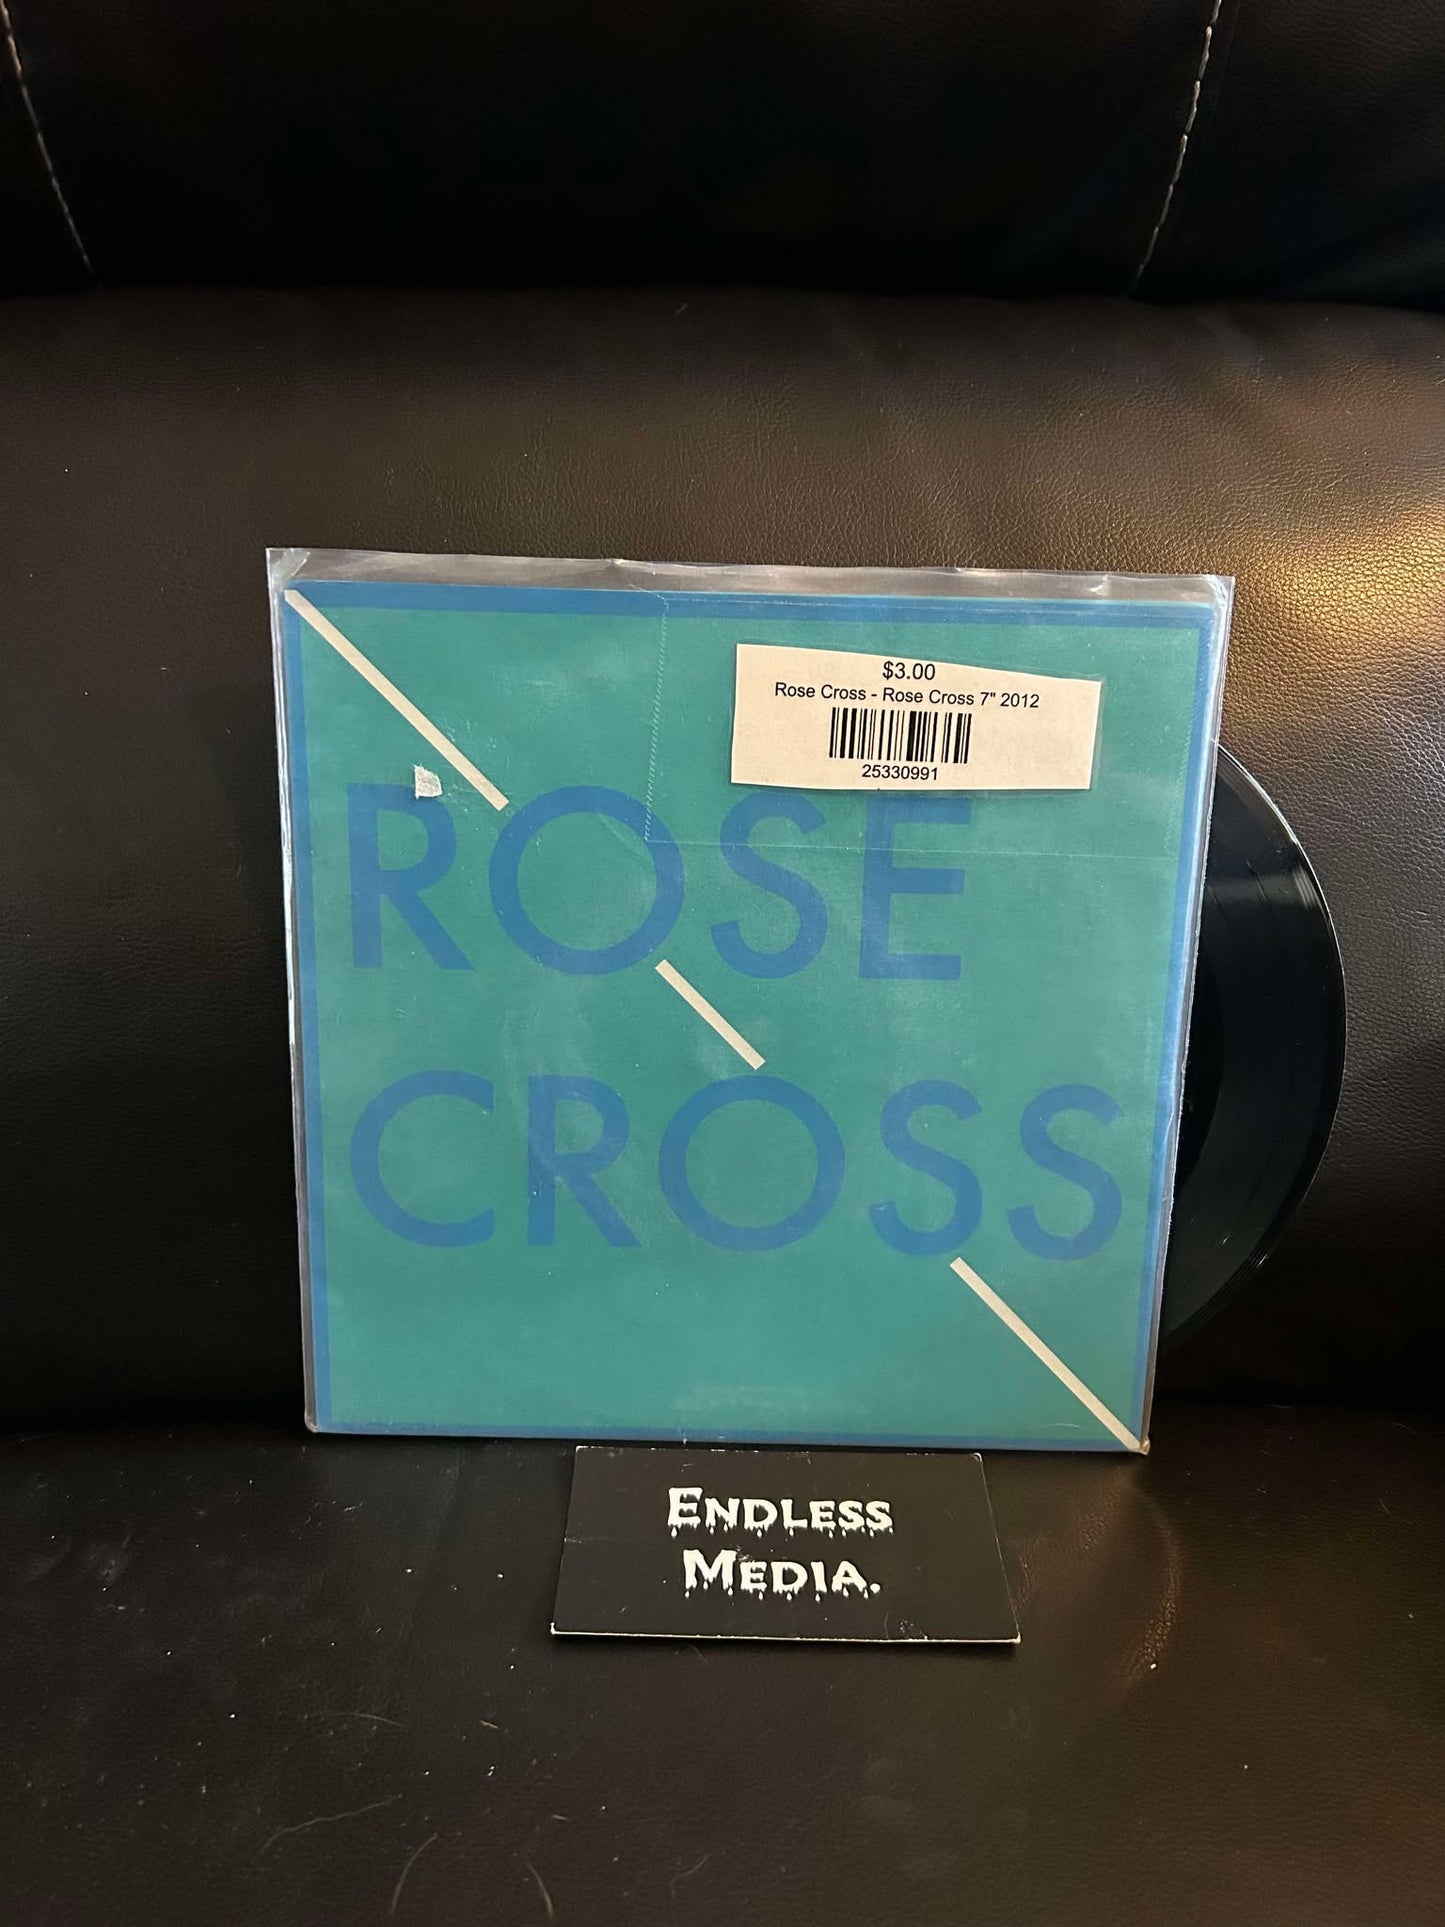 $3.00
Rose Cross - Rose Cross 7" 2012
25330991
ROSE
CROSS
ENDLESS
MEDIA.